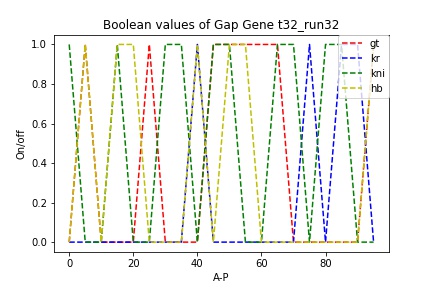 Boolean values of Gap Gene t32_run32
gt
kr
kni
hb
1.0
0.8
0.6
0.4
0.2
0.0
On/off
0 20 40 60 80
A-P